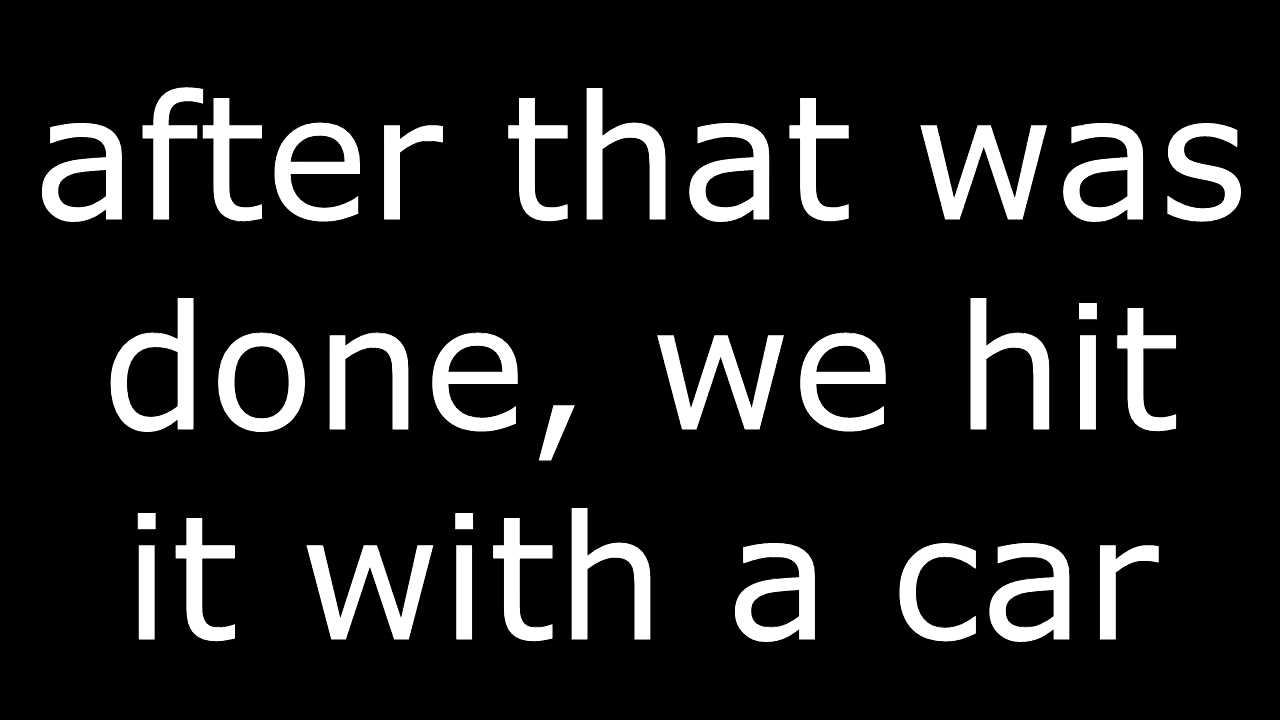 after that was
done, we hit
it with a car